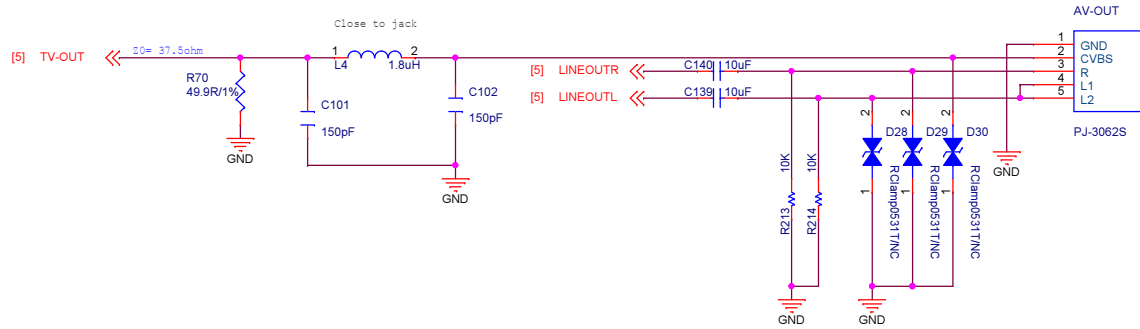 AV-OUT
Close to jack
[5] TV-OUT
Z0= 37.5ohm
1
2
L4
1.8uH
R70
49.9R/1%
GND
C101
150pF
C102
150pF
GND
[5] LINEOUTR
C140
10uF
[5] LINEOUTL
C139
10uF
1
2
3
4
5
GND
CVBS
R
L1
L2
PJ-3062S
GND
10K
R213
10K
R214
GND
2
D28
1
RClamp0531T/NC
2
D29
1
RClamp0531T/NC
2
D30
1
RClamp0531T/NC
GND